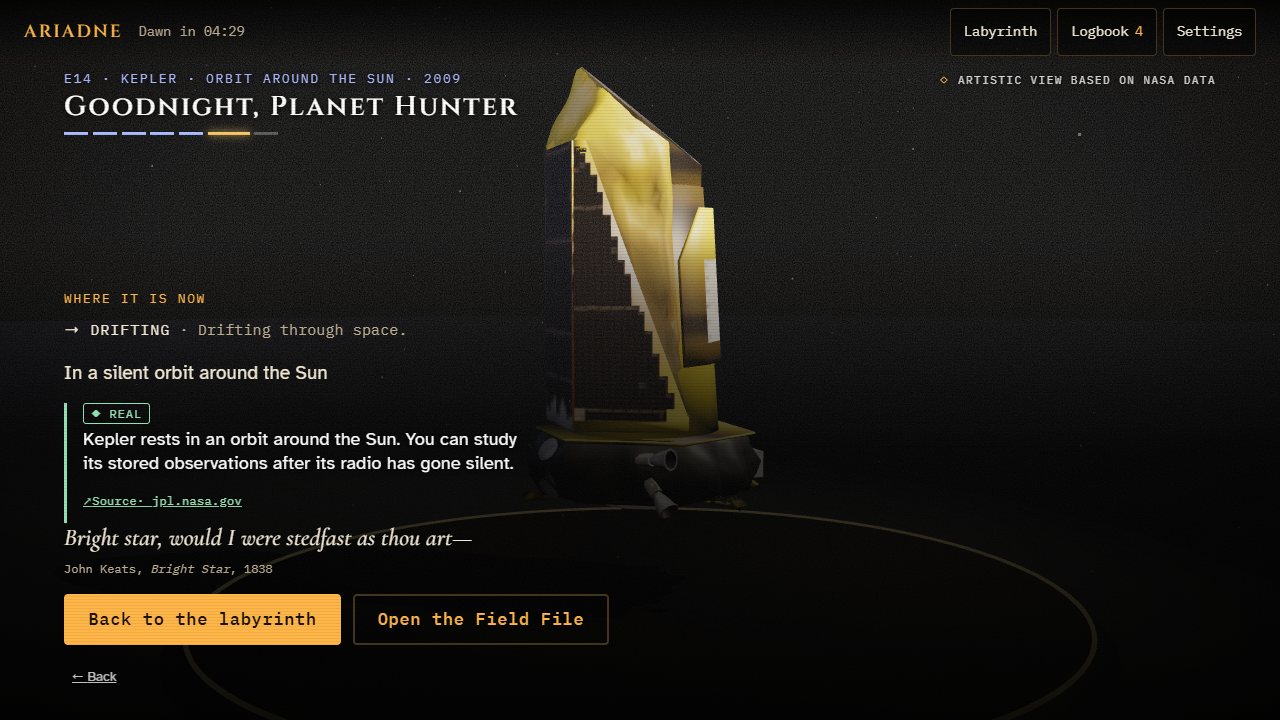 ARIADNE Dawn in 04:29 Labyrinth Logbook 4 Settings
E14 · KEPLER · ORBIT AROUND THE SUN · 2009
◇ ARTISTIC VIEW BASED ON NASA DATA
Goodnight, Planet Hunter
WHERE IT IS NOW
→ DRIFTING · Drifting through space.
In a silent orbit around the Sun
◆ REAL
Kepler rests in an orbit around the Sun. You can study
its stored observations after its radio has gone silent.
↗Source· jpl.nasa.gov
Bright star, would I were stedfast as thou art—
John Keats, Bright Star, 1838
Back to the labyrinth Open the Field File
← Back